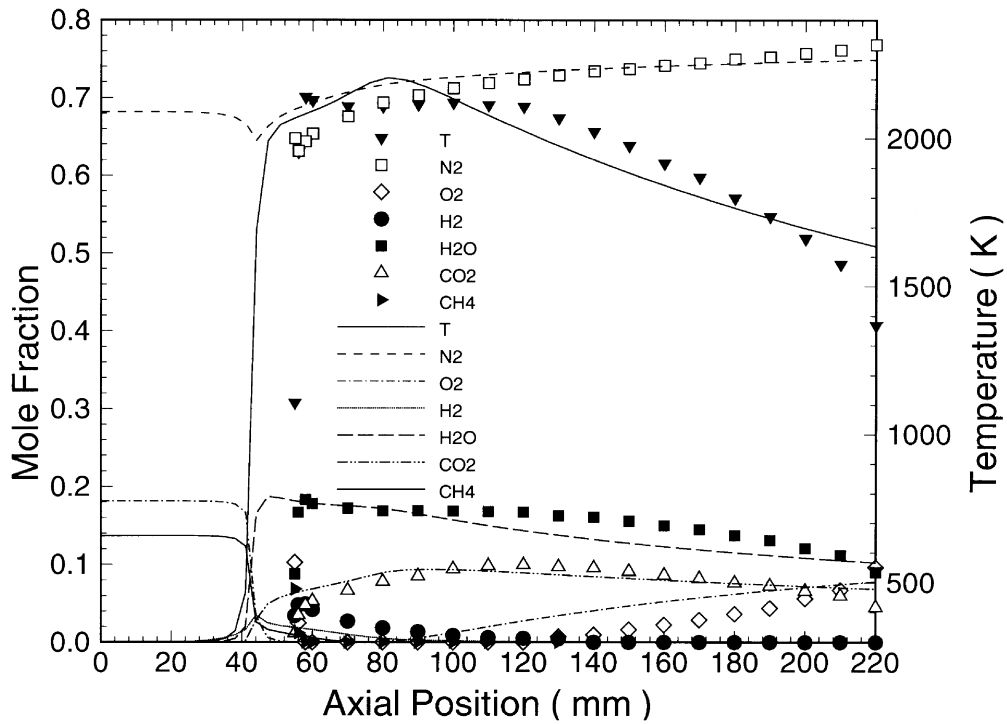 0.8
0.7
0.6
0.5
0.4
0.3
0.2
0.1
0.0
Mole Fraction
0 20 40 60 80 100 120 140 160 180 200 220
Axial Position ( mm )
2000
1500
1000
500
Temperature ( K )
T
N2
O2
H2
H2O
CO2
CH4
T
N2
O2
H2
H2O
CO2
CH4